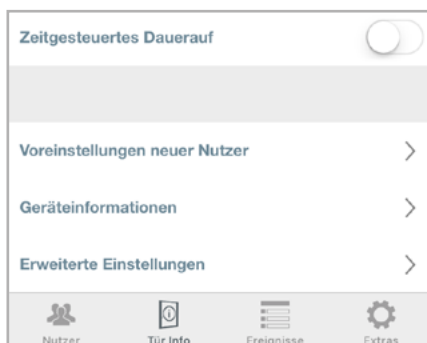 Zeitgesteuertes Dauerauf
Voreinstellungen neuer Nutzer
Geräteinformationen
Erweiterte Einstellungen
Nutzer Tür Info Ereignisse Extras